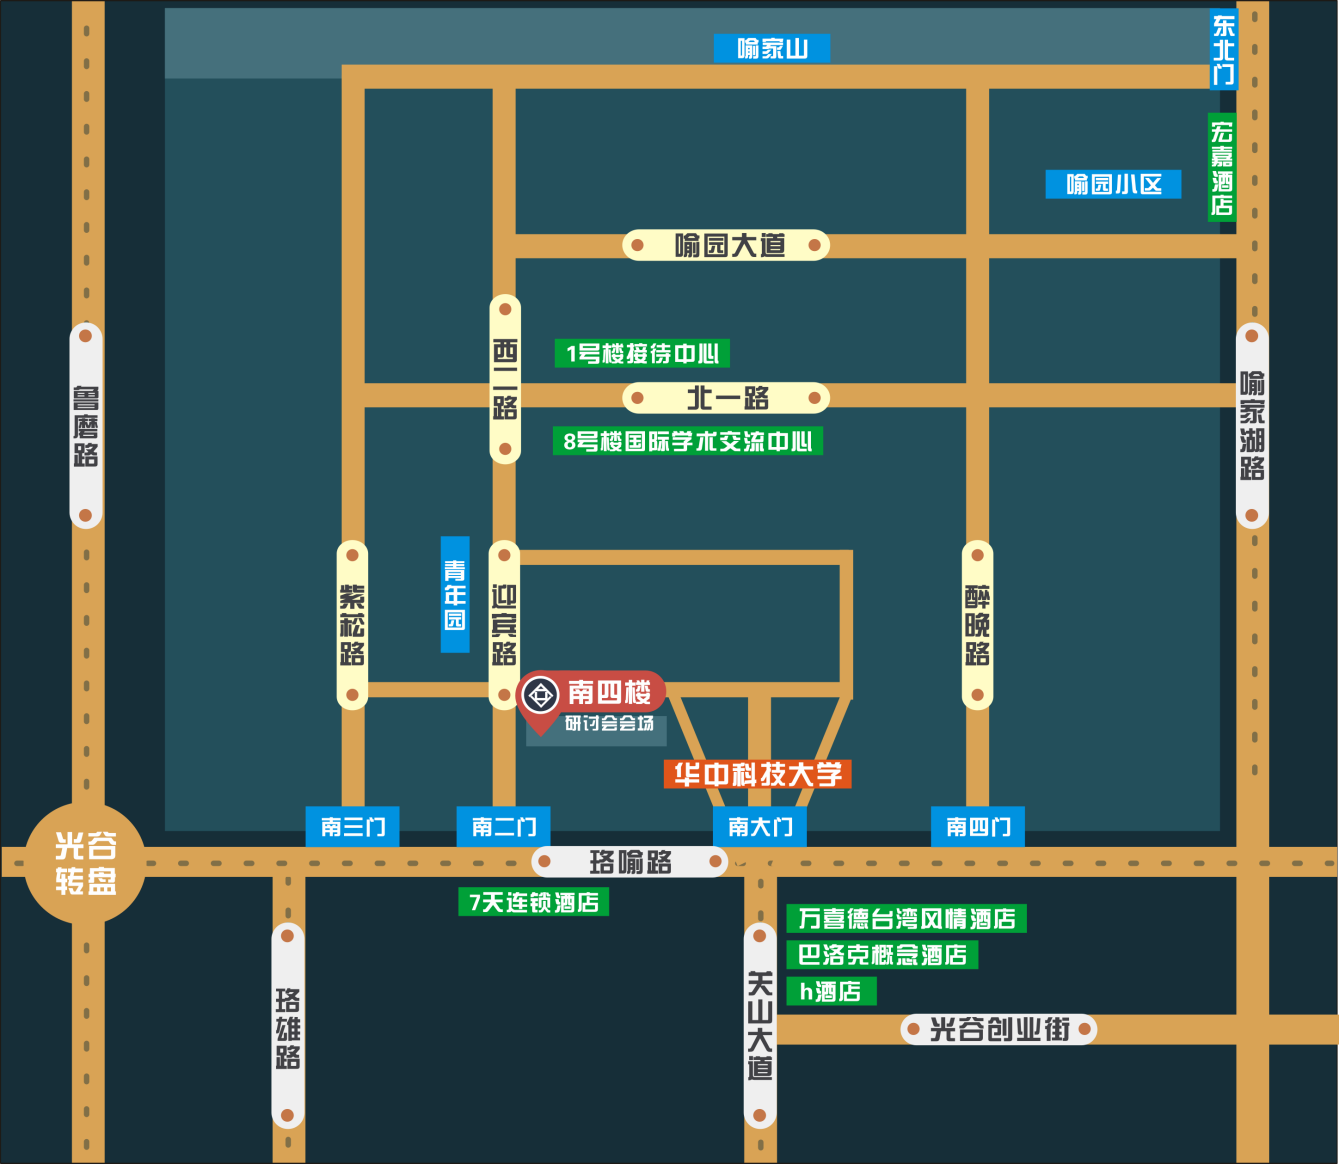 喻家山
东北门
宏嘉酒店
喻园小区
喻园大道
西二路
1号楼接待中心
北一路
8号楼国际学术交流中心
鲁磨路
喻家湖路
紫菘路
青年园
迎宾路
醉晚路
南四楼
研讨会会场
华中科技大学
南三门
南二门
南大门
南四门
光谷
转盘
珞喻路
7天连锁酒店
万喜德台湾风情酒店
巴洛克概念酒店
h酒店
珞雄路
关山大道
光谷创业街